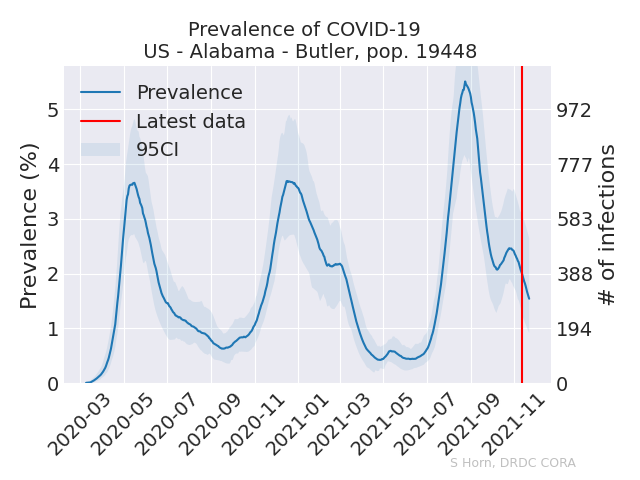 Prevalence of COVID-19
US - Alabama - Butler, pop. 19448
Prevalence
Latest data
95CI
Prevalence (%)
5
4
3
2
1
0
# of infections
972
777
583
388
194
0
2020-03
2020-05
2020-07
2020-09
2020-11
2021-01
2021-03
2021-05
2021-07
2021-09
2021-11
S Horn, DRDC CORA